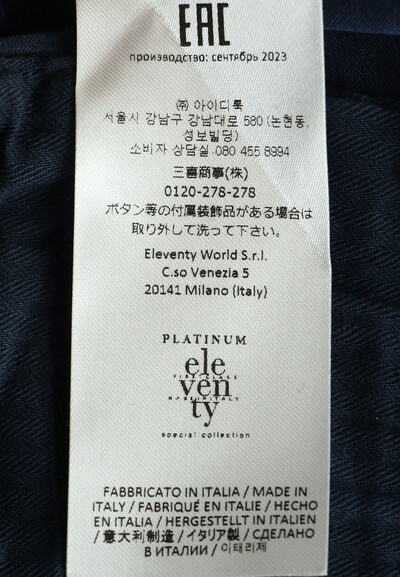 EAC
производство: сентябрь 2023
㈜ 아이디룩
서울시 강남구 강남대로 580 (논현동,
성보빌딩)
소비자 상담실 080 455 8994
三喜商事(株)
0120-278-278
ボタン等の付属装飾品がある場合は
取り外して洗って下さい。
Eleventy World S.r.l.
C.so Venezia 5
20141 Milano (Italy)
PLATINUM
ele
FIRST CLASS
ven
MADE IN ITALY
ty
special collection
FABBRICATO IN ITALIA / MADE IN
ITALY / FABRIQUÉ EN ITALIE / HECHO
EN ITALIA / HERGESTELLT IN ITALIEN
/ 意大利制造 / イタリア製 / СДЕЛАНО
В ИТАЛИИ / 이태리제